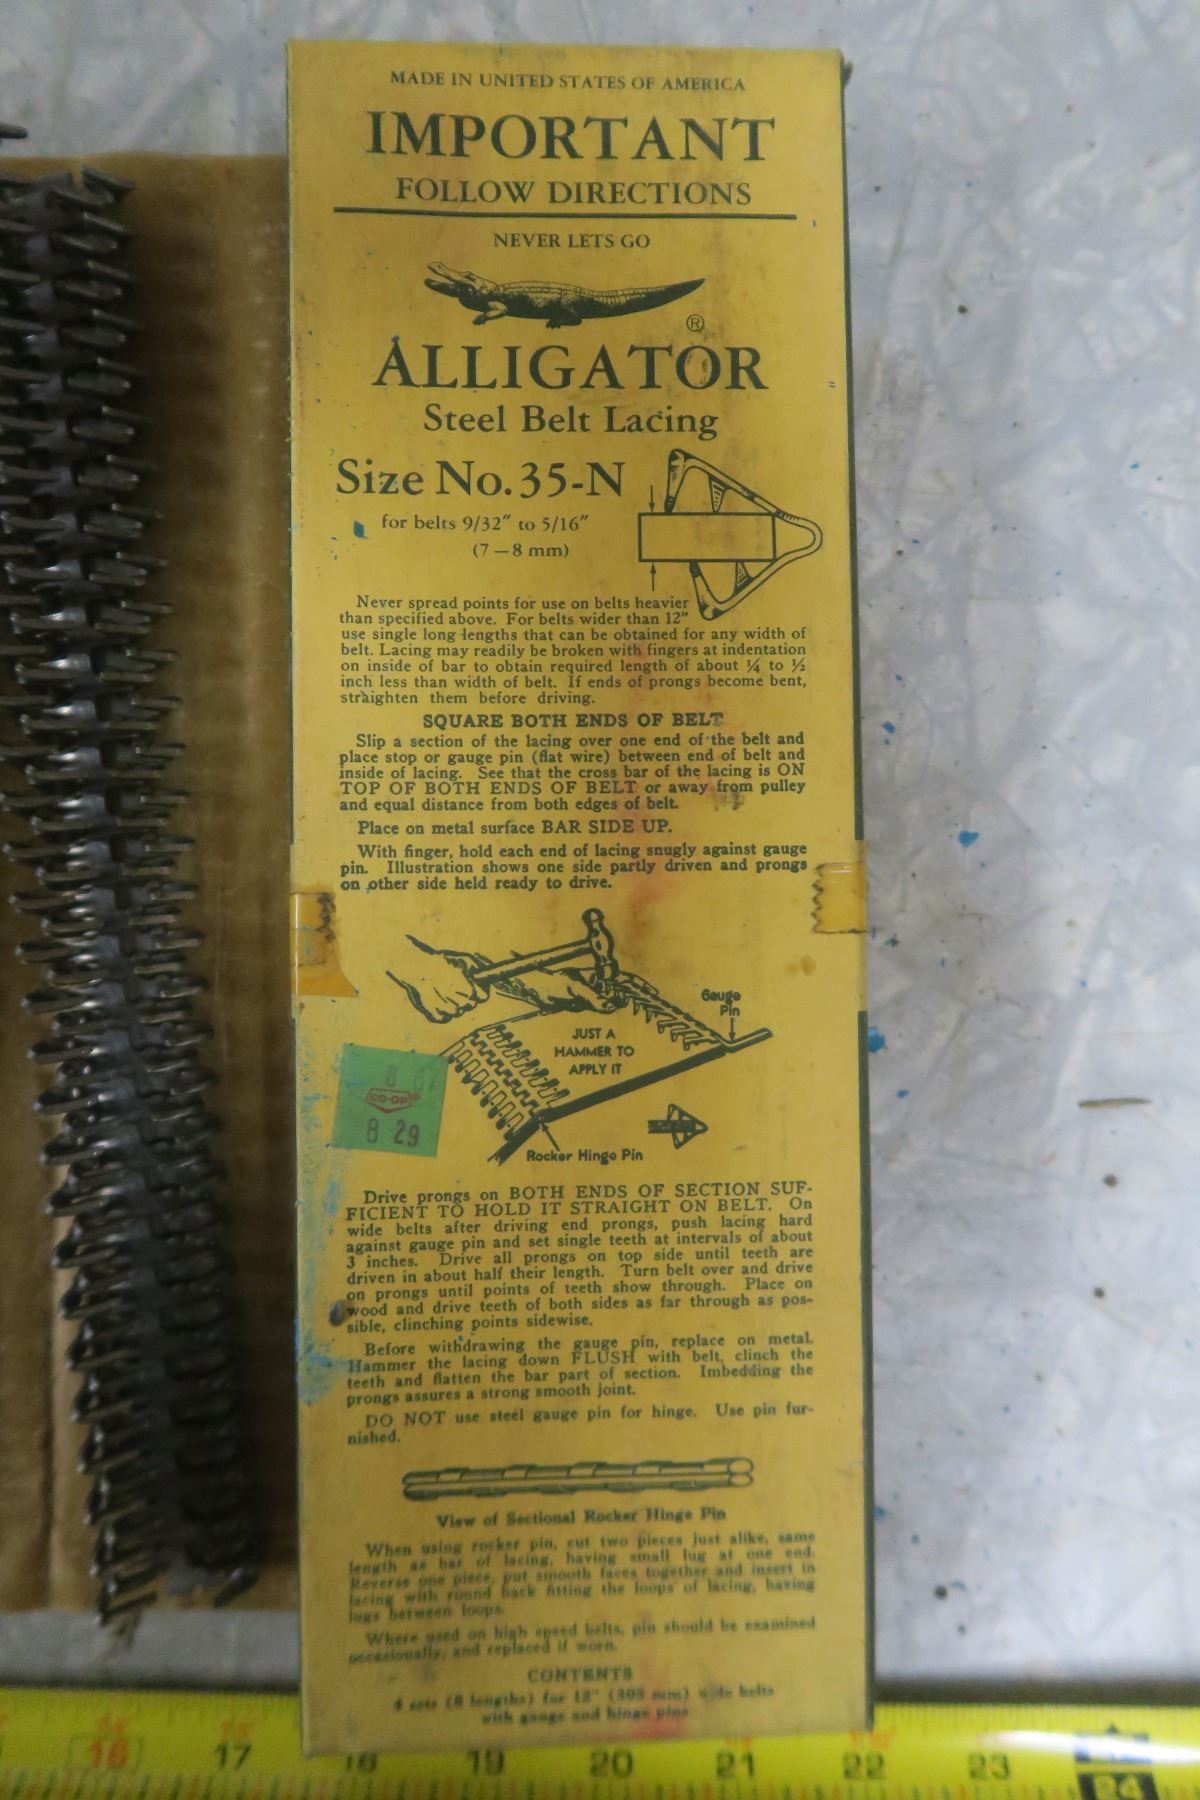 MADE IN UNITED STATES OF AMERICA
IMPORTANT
FOLLOW DIRECTIONS
NEVER LETS GO
®
ALLIGATOR
Steel Belt Lacing
Size No. 35-N
for belts 9/32" to 5/16"
(7 — 8 mm)
Never spread points for use on belts heavier
than specified above. For belts wider than 12"
use single long lengths that can be obtained for any width of
belt. Lacing may readily be broken with fingers at indentation
on inside of bar to obtain required length of about ¼ to ½
inch less than width of belt. If ends of prongs become bent,
straighten them before driving.
SQUARE BOTH ENDS OF BELT
Slip a section of the lacing over one end of the belt and
place stop or gauge pin (flat wire) between end of belt and
inside of lacing. See that the cross bar of the lacing is ON
TOP OF BOTH ENDS OF BELT or away from pulley
and equal distance from both edges of belt.
Place on metal surface BAR SIDE UP.
With finger, hold each end of lacing snugly against gauge
pin. Illustration shows one side partly driven and prongs
on other side held ready to drive.
Gauge
Pin
JUST A
HAMMER TO
APPLY IT
CO-OP
8 29
Rocker Hinge Pin
Drive prongs on BOTH ENDS OF SECTION SUF-
FICIENT TO HOLD IT STRAIGHT ON BELT. On
wide belts after driving end prongs, push lacing hard
against gauge pin and set single teeth at intervals of about
3 inches. Drive all prongs on top side until teeth are
driven in about half their length. Turn belt over and drive
on prongs until points of teeth show through. Place on
wood and drive teeth of both sides as far through as pos-
sible, clinching points sidewise.
Before withdrawing the gauge pin, replace on metal.
Hammer the lacing down FLUSH with belt, clinch the
teeth and flatten the bar part of section. Imbedding the
prongs assures a strong smooth joint.
DO NOT use steel gauge pin for hinge. Use pin fur-
nished.
View of Sectional Rocker Hinge Pin
When using rocker pin, cut two pieces just alike, same
length as bar of lacing, having small lug at one end.
Reverse one piece, put smooth faces together and insert in
lacing with round back fitting the loops of lacing, having
lugs between loops.
Where used on high speed belts, pin should be examined
occasionally, and replaced if worn.
CONTENTS
4 sets (8 lengths) for 12" (305 mm) wide belts
with gauge and hinge pins
16 17 18 19 20 21 22 23 24